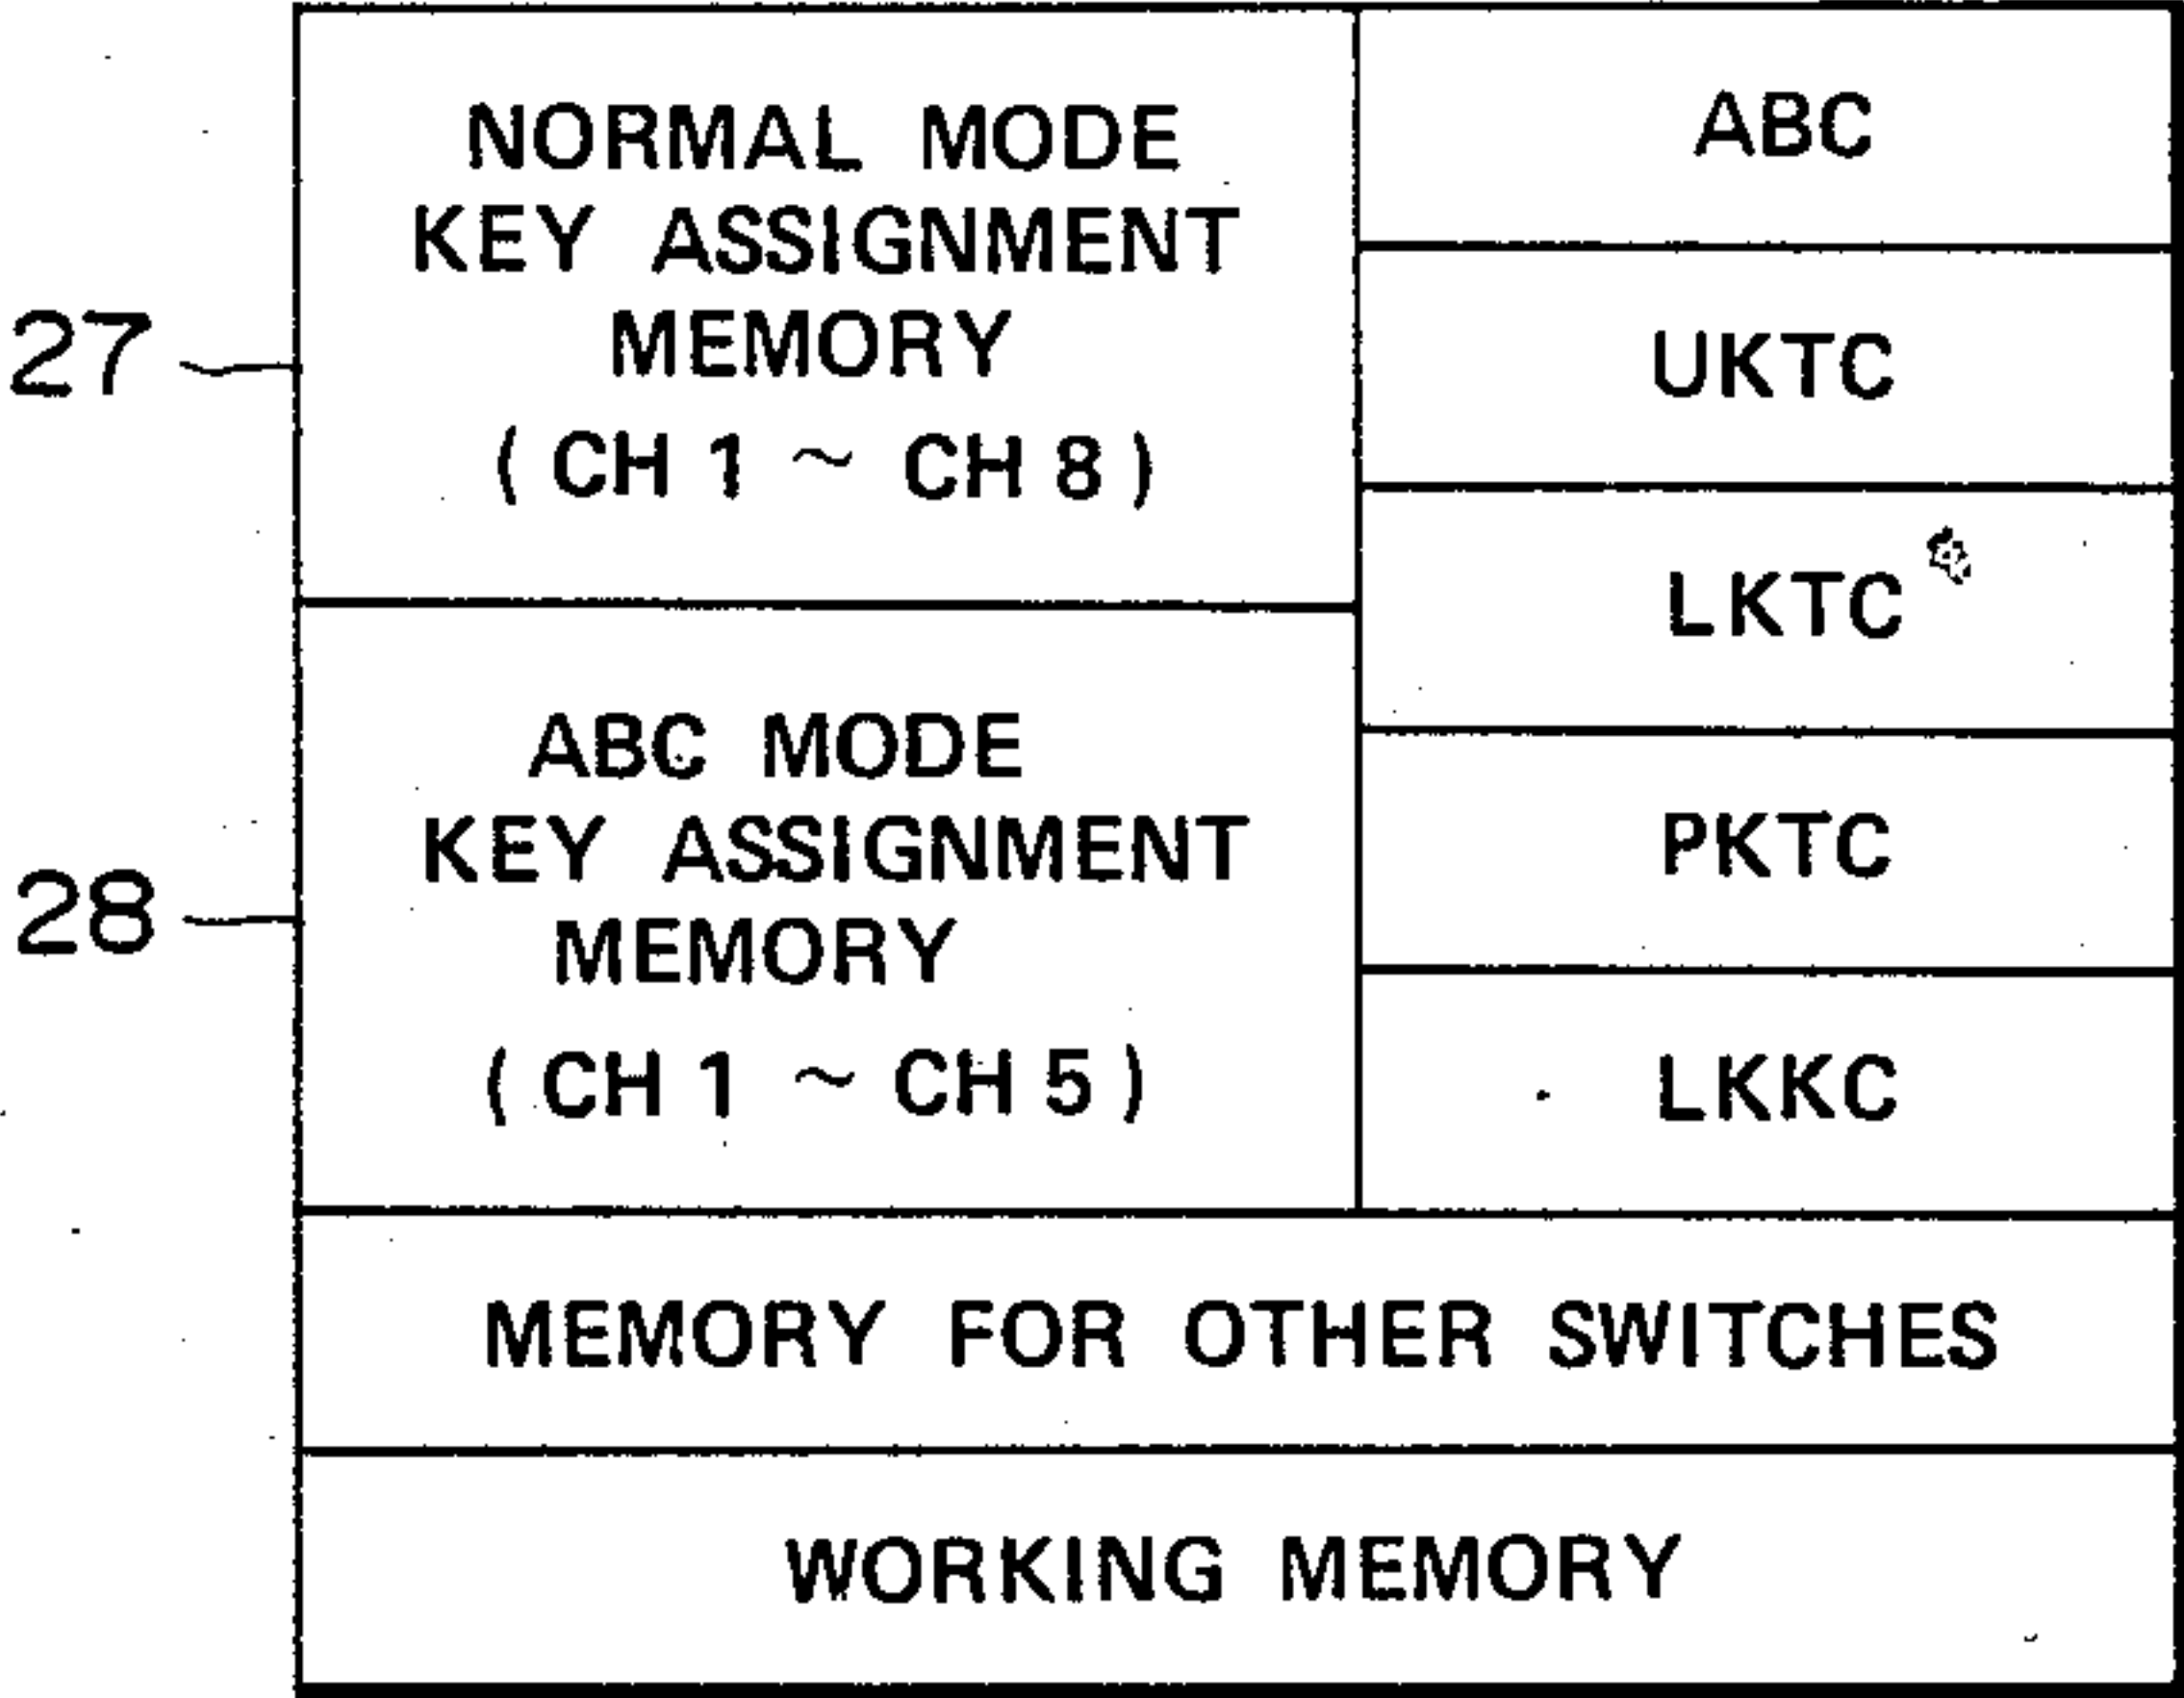 NORMAL MODE
KEY ASSIGNMENT
MEMORY
( CH 1 ~ CH 8 )
27
ABC MODE
KEY ASSIGNMENT
MEMORY
( CH 1 ~ CH 5 )
28
ABC
UKTC
LKTC
PKTC
LKKC
MEMORY FOR OTHER SWITCHES
WORKING MEMORY